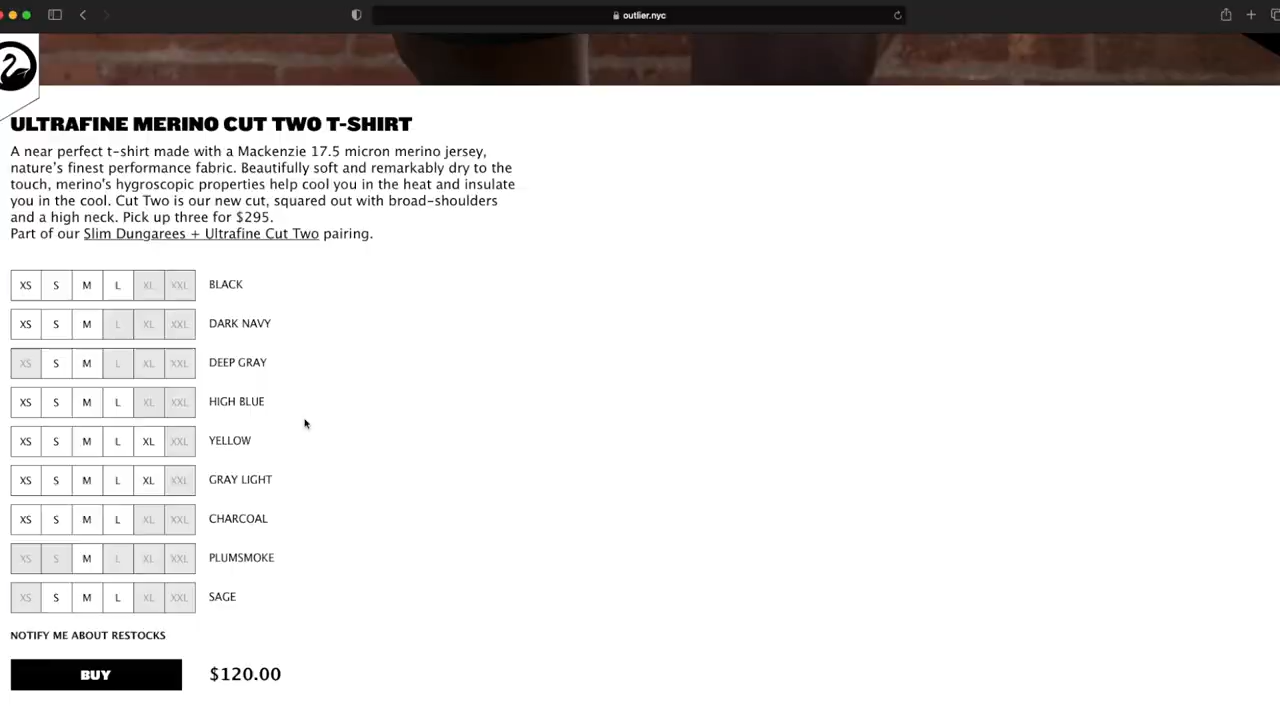 outlier.nyc
ULTRAFINE MERINO CUT TWO T-SHIRT
A near perfect t-shirt made with a Mackenzie 17.5 micron merino jersey,
nature's finest performance fabric. Beautifully soft and remarkably dry to the
touch, merino's hygroscopic properties help cool you in the heat and insulate
you in the cool. Cut Two is our new cut, squared out with broad-shoulders
and a high neck. Pick up three for $295.
Part of our Slim Dungarees + Ultrafine Cut Two pairing.
XS S M L XL XXL BLACK
XS S M L XL XXL DARK NAVY
XS S M L XL XXL DEEP GRAY
XS S M L XL XXL HIGH BLUE
XS S M L XL XXL YELLOW
XS S M L XL XXL GRAY LIGHT
XS S M L XL XXL CHARCOAL
XS S M L XL XXL PLUMSMOKE
XS S M L XL XXL SAGE
NOTIFY ME ABOUT RESTOCKS
BUY $120.00